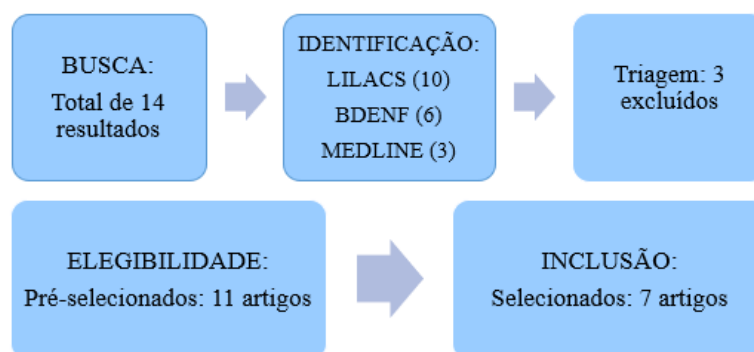 BUSCA:
Total de 14
resultados
IDENTIFICAÇÃO:
LILACS (10)
BDENF (6)
MEDLINE (3)
Triagem: 3
excluídos
ELEGIBILIDADE:
Pré-selecionados: 11 artigos
INCLUSÃO:
Selecionados: 7 artigos